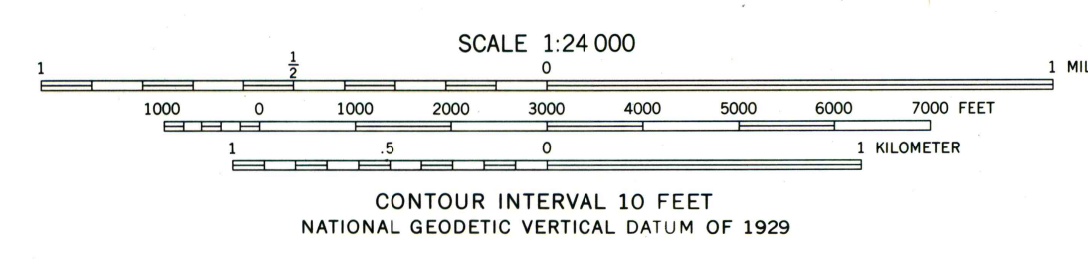 SCALE 1:24 000
1 1/2 0 1 MIL
1000 0 1000 2000 3000 4000 5000 6000 7000 FEET
1 .5 0 1 KILOMETER
CONTOUR INTERVAL 10 FEET
NATIONAL GEODETIC VERTICAL DATUM OF 1929